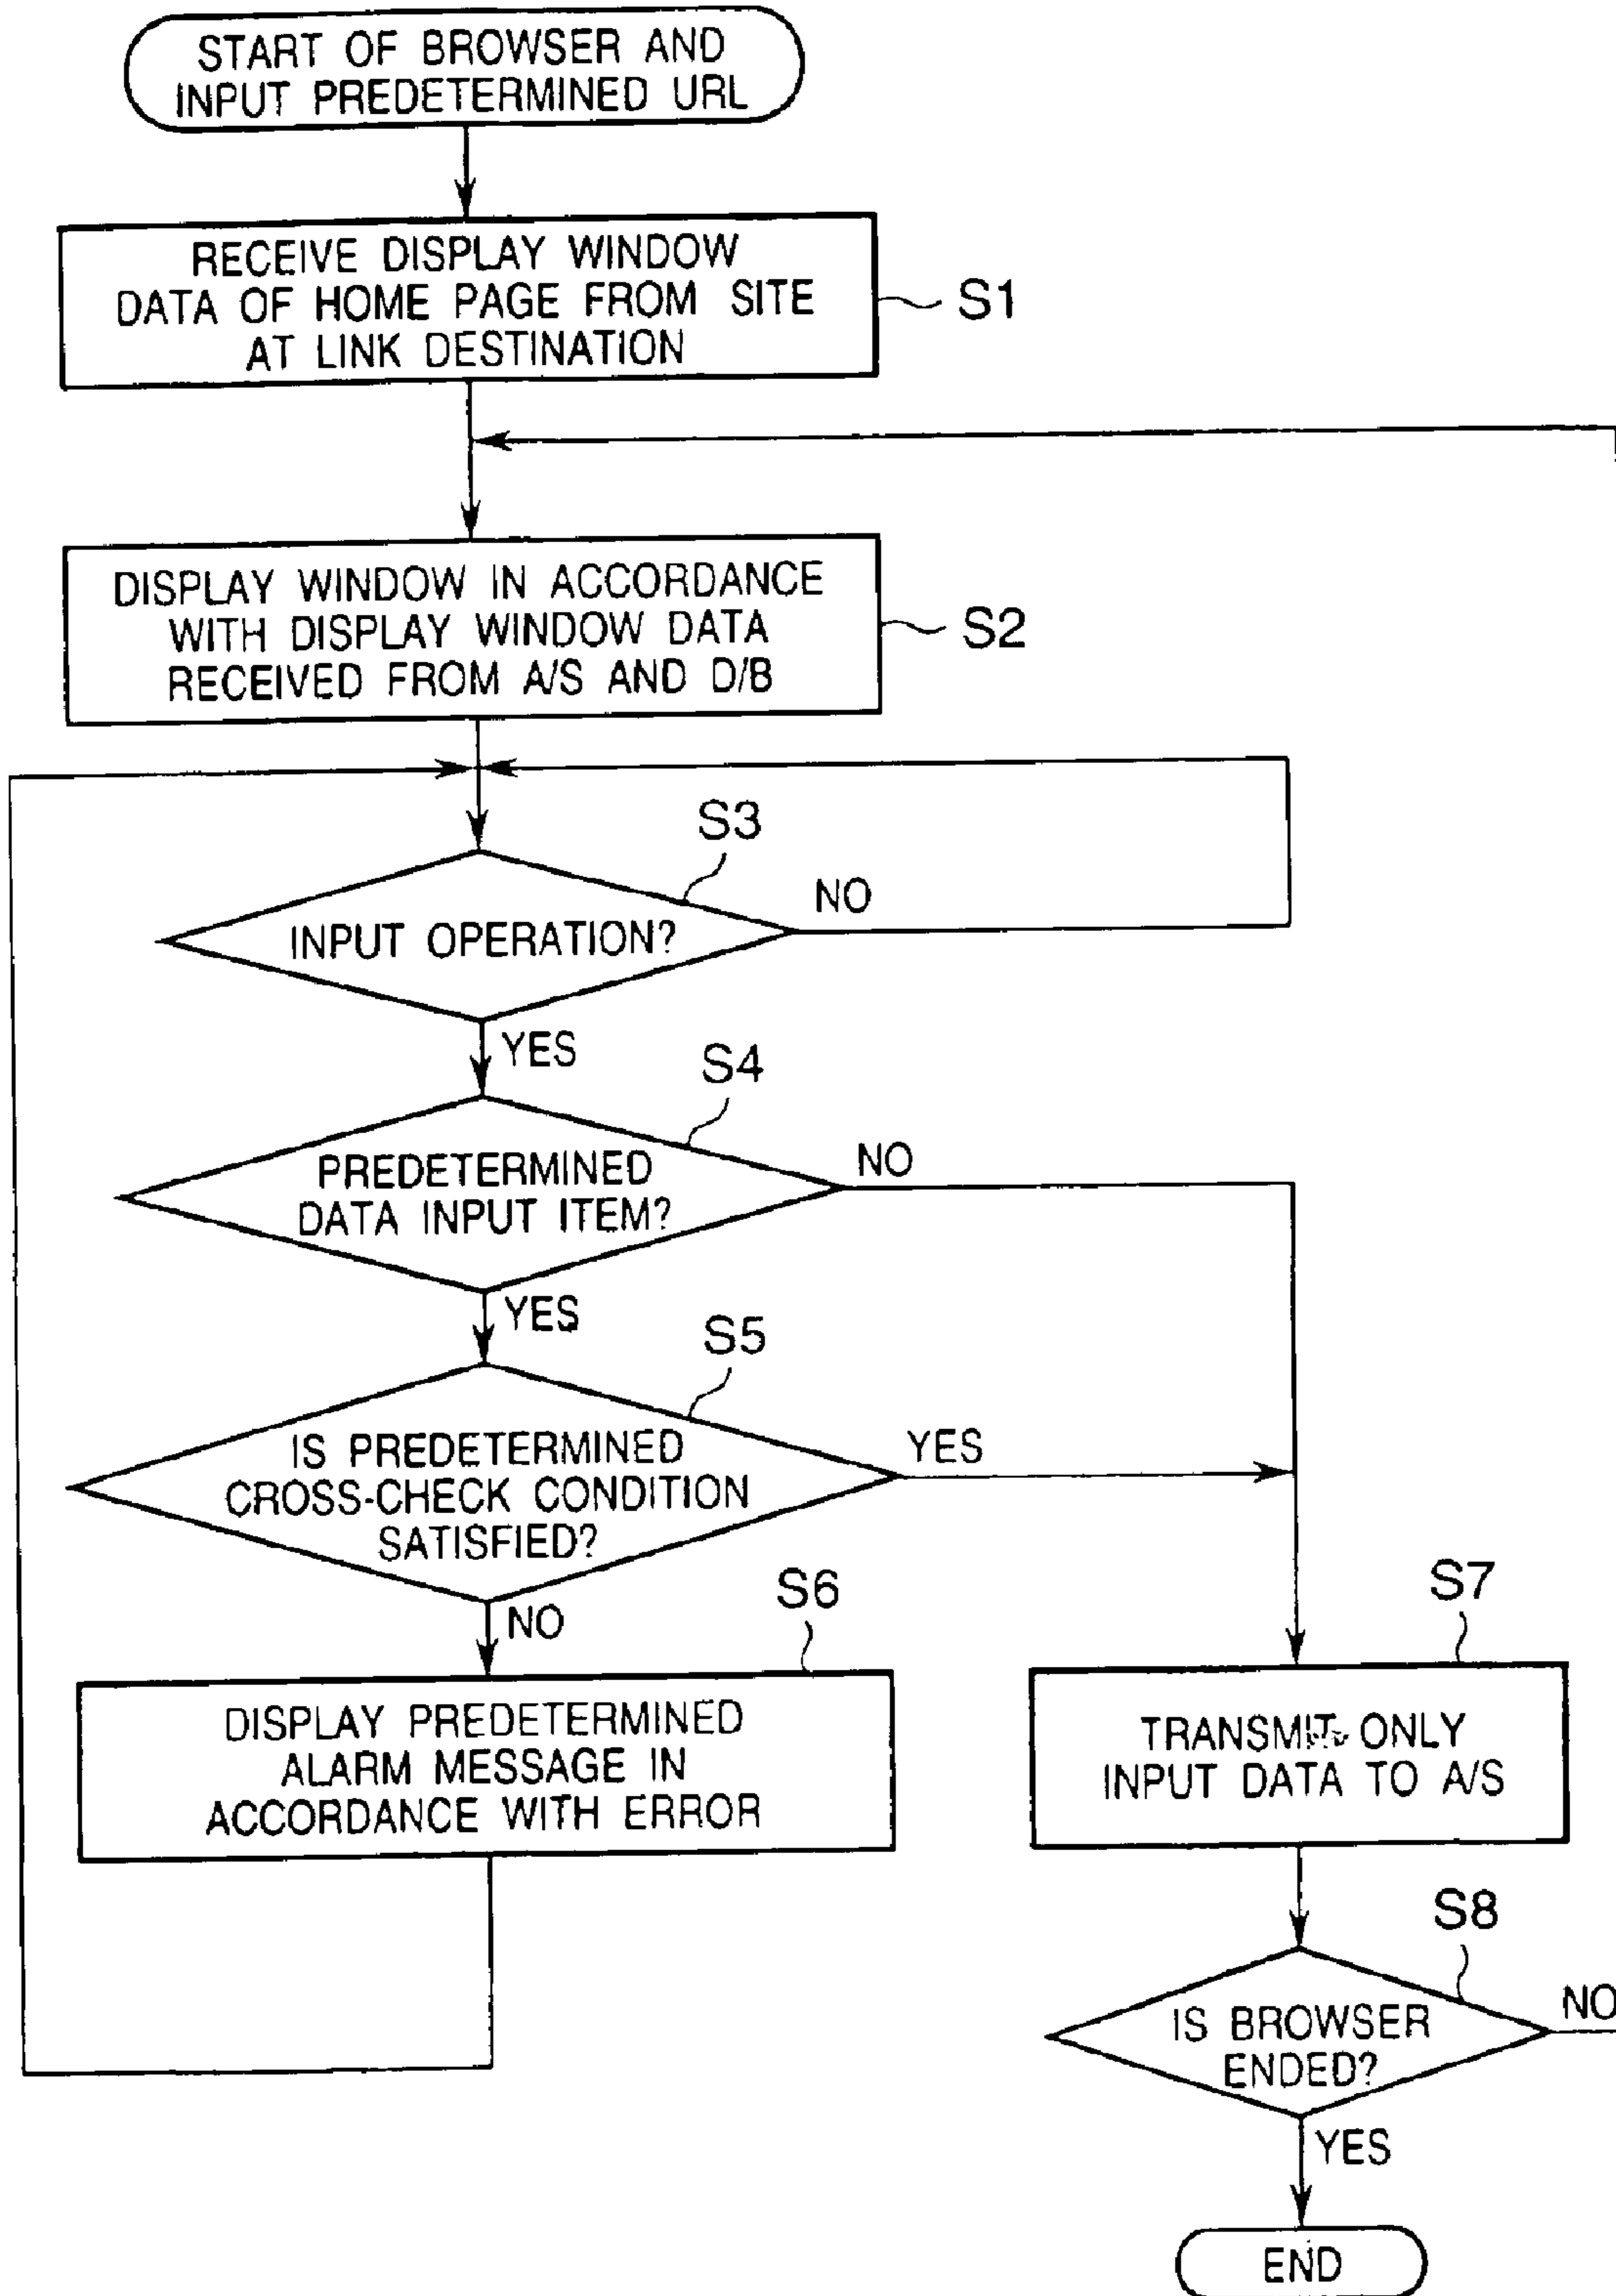 START OF BROWSER AND
INPUT PREDETERMINED URL
RECEIVE DISPLAY WINDOW
DATA OF HOME PAGE FROM SITE
AT LINK DESTINATION
S1
DISPLAY WINDOW IN ACCORDANCE
WITH DISPLAY WINDOW DATA
RECEIVED FROM A/S AND D/B
S2
S3
INPUT OPERATION?
NO
YES
S4
PREDETERMINED
DATA INPUT ITEM?
NO
YES
S5
IS PREDETERMINED
CROSS-CHECK CONDITION
SATISFIED?
YES
NO
S6
DISPLAY PREDETERMINED
ALARM MESSAGE IN
ACCORDANCE WITH ERROR
S7
TRANSMIT ONLY
INPUT DATA TO A/S
S8
IS BROWSER
ENDED?
NO
YES
END